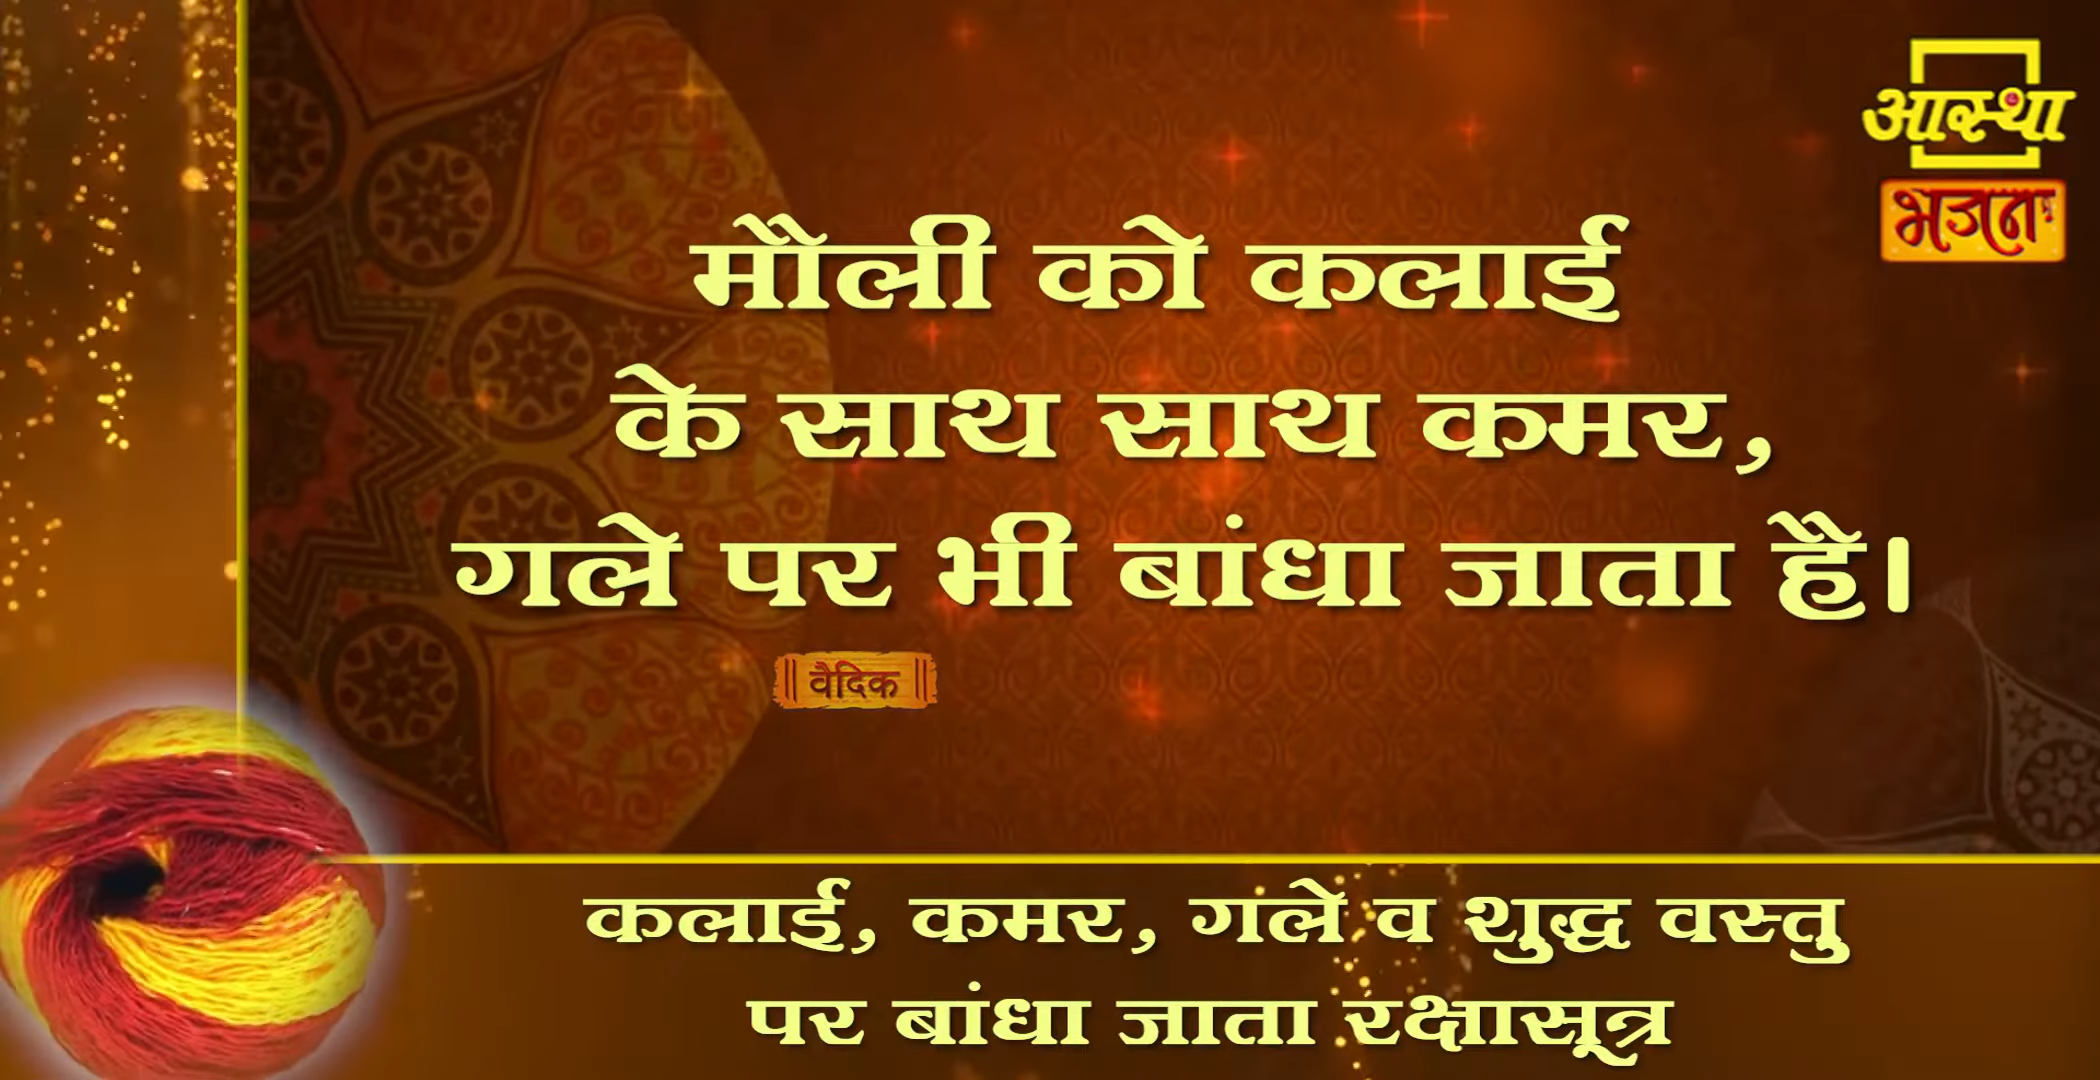 आस्था
भजन
मौली को कलाई
के साथ साथ कमर,
गले पर भी बांधा जाता है।
॥ वैदिक ॥
कलाई, कमर, गले व शुद्ध वस्तु
पर बांधा जाता रक्षासूत्र